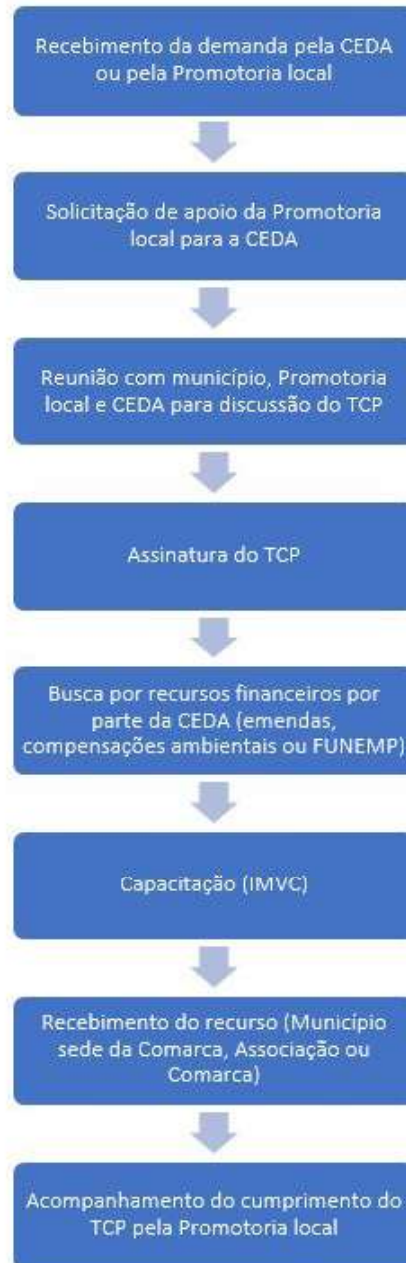 Recebimento da demanda pela CEDA
ou pela Promotoria local
Solicitação de apoio da Promotoria
local para a CEDA
Reunião com município, Promotoria
local e CEDA para discussão do TCP
Assinatura do TCP
Busca por recursos financeiros por
parte da CEDA (emendas,
compensações ambientais ou FUNEMP)
Capacitação (IMVC)
Recebimento do recurso (Município
sede da Comarca, Associação ou
Comarca)
Acompanhamento do cumprimento do
TCP pela Promotoria local